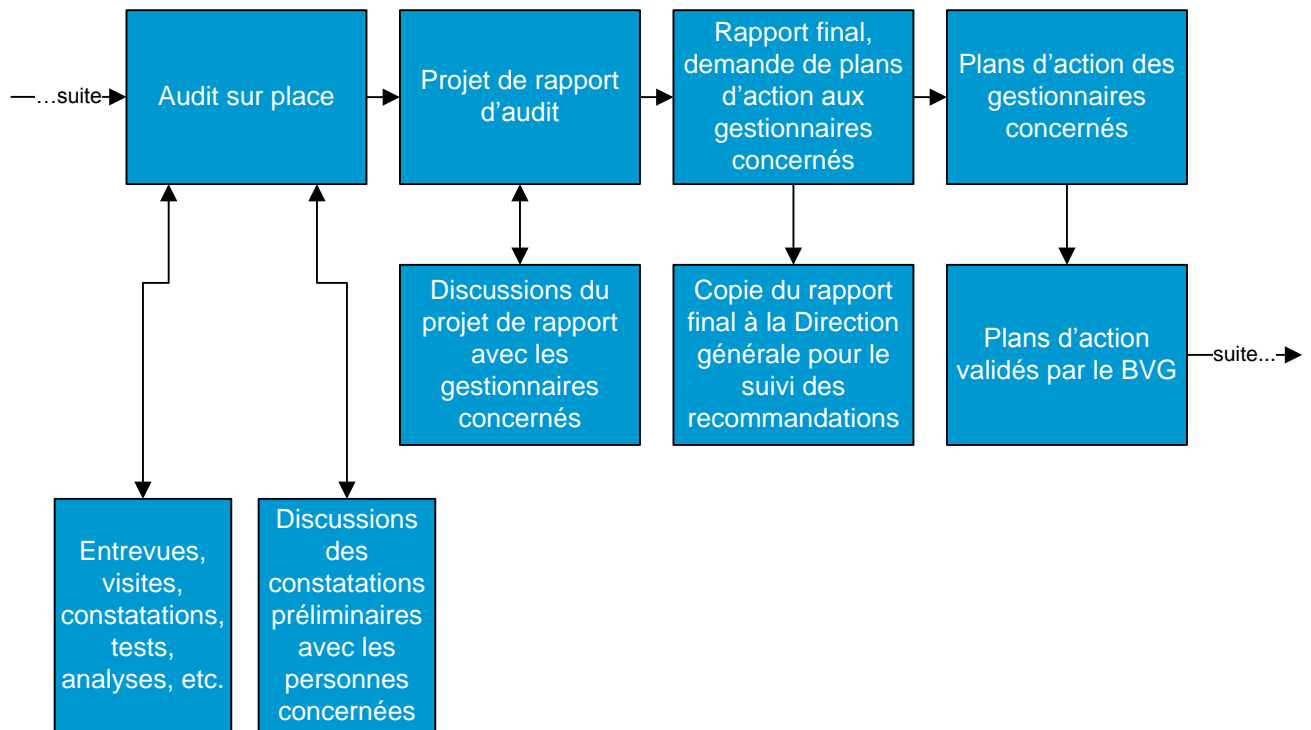 …suite
Audit sur place
Projet de rapport
d’audit
Rapport final,
demande de plans
d’action aux
gestionnaires
concernés
Plans d’action des
gestionnaires
concernés
Discussions du
projet de rapport
avec les
gestionnaires
concernés
Copie du rapport
final à la Direction
générale pour le
suivi des
recommandations
Plans d’action
validés par le BVG
suite...
Entrevues,
visites,
constatations,
tests,
analyses, etc.
Discussions
des
constatations
préliminaires
avec les
personnes
concernées